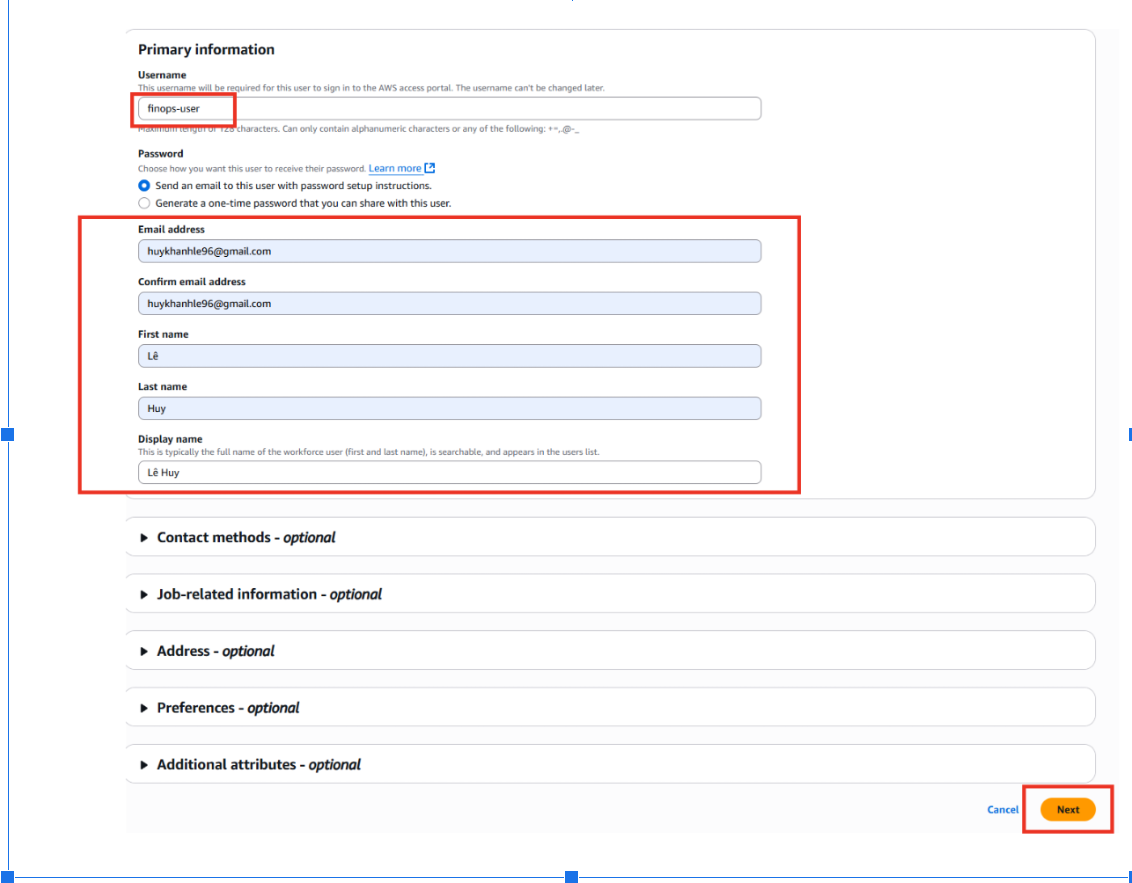 Primary information
Username
This username will be required for this user to sign in to the AWS access portal. The username can't be changed later.
finops-user
Maximum length of 128 characters. Can only contain alphanumeric characters or any of the following: +=,.@-_
Password
Choose how you want this user to receive their password. Learn more
Send an email to this user with password setup instructions.
Generate a one-time password that you can share with this user.
Email address
huykhanhle96@gmail.com
Confirm email address
huykhanhle96@gmail.com
First name
Lê
Last name
Huy
Display name
This is typically the full name of the workforce user (first and last name), is searchable, and appears in the users list.
Lê Huy
Contact methods - optional
Job-related information - optional
Address - optional
Preferences - optional
Additional attributes - optional
Cancel Next